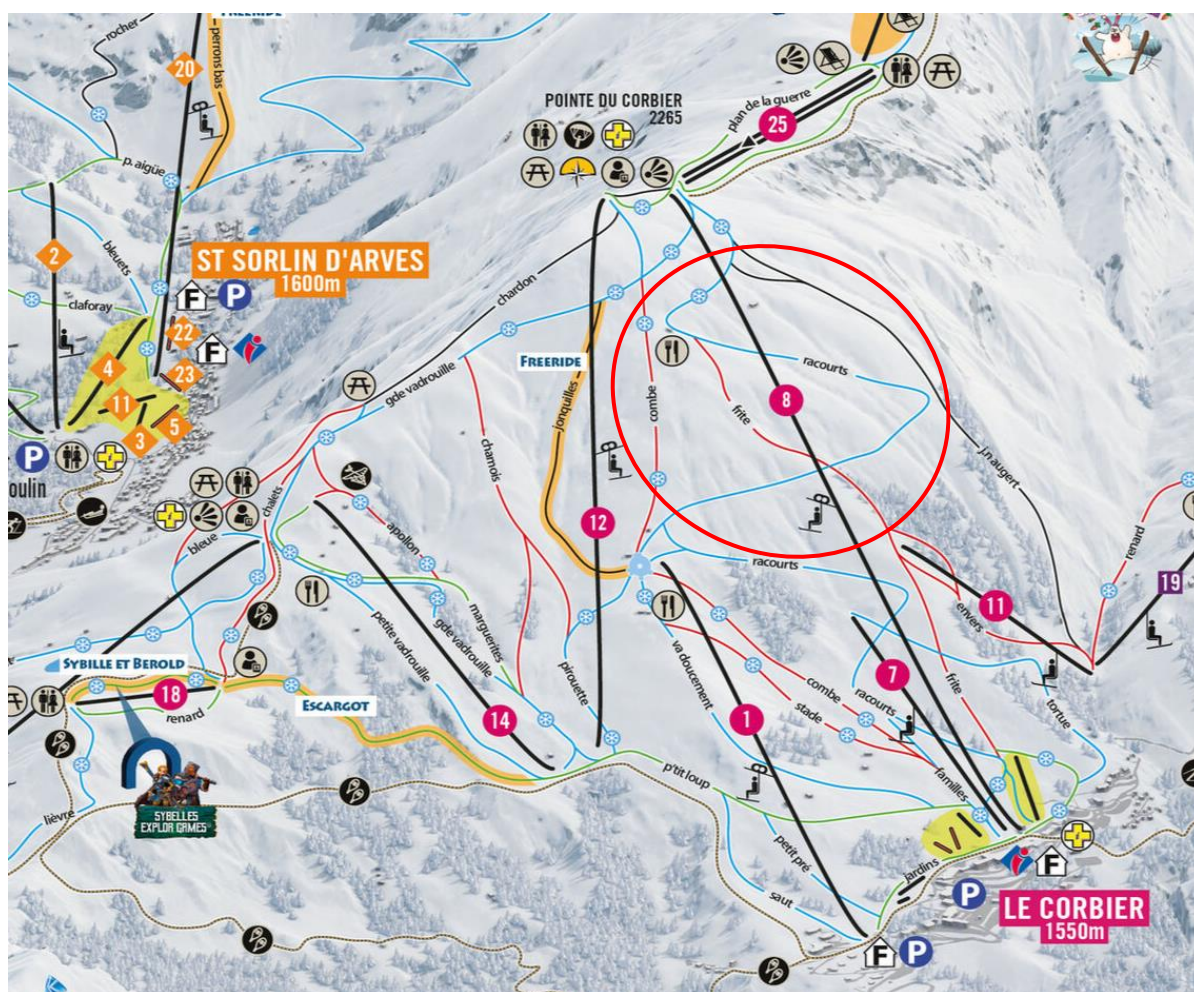 FREERIDE
rocher
perrons bas
20
p. aigüe
2
bleuets
ST SORLIN D'ARVES
1600m
claforay
F
P
22
F
4
23
11
3
5
P
oulin
POINTE DU CORBIER
2265
plan de la guerre
25
chardon
gde vadrouille
FREERIDE
jonquilles
combe
frite
8
racourts
j.n augert
chamois
12
renard
19
chalets
bleue
apollon
marguerites
gde vadrouille
petite vadrouille
pirouette
racourts
envers
11
va doucement
combe
stade
7
racourts
frite
tortue
SYBILLE ET BEROLD
18
renard
ESCARGOT
14
1
p'tit loup
familles
SYBELLES
EXPLOR GAMES
lièvre
petit pré
saut
jardins
F
P
LE CORBIER
1550m
F
P